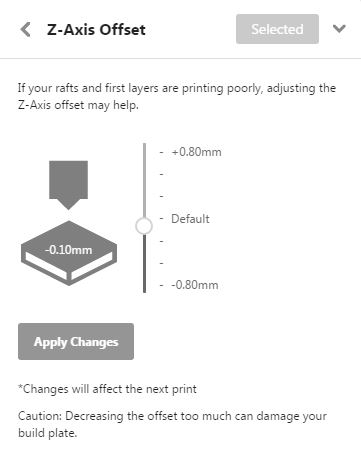 Z-Axis Offset
Selected
If your rafts and first layers are printing poorly, adjusting the
Z-Axis offset may help.
- +0.80mm
-
-
- Default
-
-
- -0.80mm
-0.10mm
Apply Changes
*Changes will affect the next print
Caution: Decreasing the offset too much can damage your
build plate.